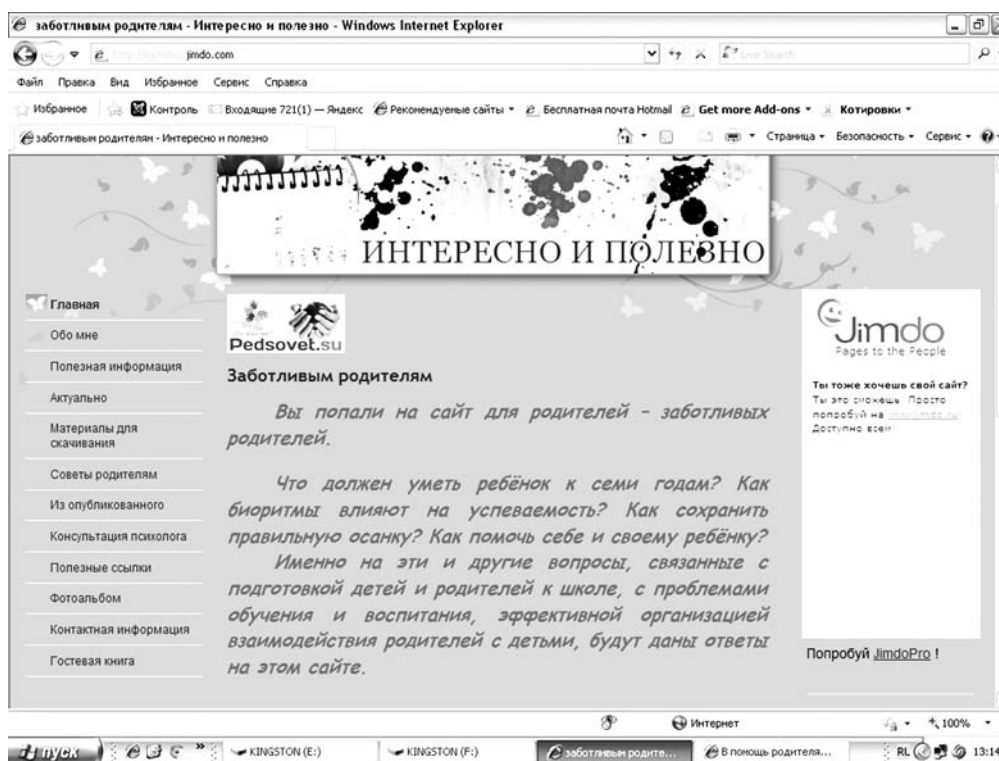 заботливым родителям - Интересно и полезно - Windows Internet Explorer
jimdo.com
Live Search
Файл Правка Вид Избранное Сервис Справка
Избранное Контроль Входящие 721(1) — Яндекс Рекомендуемые сайты Бесплатная почта Hotmail Get more Add-ons Котировки
заботливым родителям - Интересно и полезно Страница Безопасность Сервис
ИНТЕРЕСНО И ПОЛЕЗНО
Главная
Обо мне
Полезная информация
Актуально
Материалы для
скачивания
Советы родителям
Из опубликованного
Консультация психолога
Полезные ссылки
Фотоальбом
Контактная информация
Гостевая книга
Pedsovet.su
Заботливым родителям
Вы попали на сайт для родителей – заботливых
родителей.
Что должен уметь ребёнок к семи годам? Как
биоритмы влияют на успеваемость? Как сохранить
правильную осанку? Как помочь себе и своему ребёнку?
Именно на эти и другие вопросы, связанные с
подготовкой детей и родителей к школе, с проблемами
обучения и воспитания, эффективной организацией
взаимодействия родителей с детьми, будут даны ответы
на этом сайте.
Jimdo
Pages to the People
Ты тоже хочешь свой сайт?
Ты это сможешь! Просто
попробуй на
Доступно всем
Попробуй JimdoPro !
Интернет 100%
пуск KINGSTON (E:) KINGSTON (F:) заботливым родите... В помощь родителя... RL 13:14